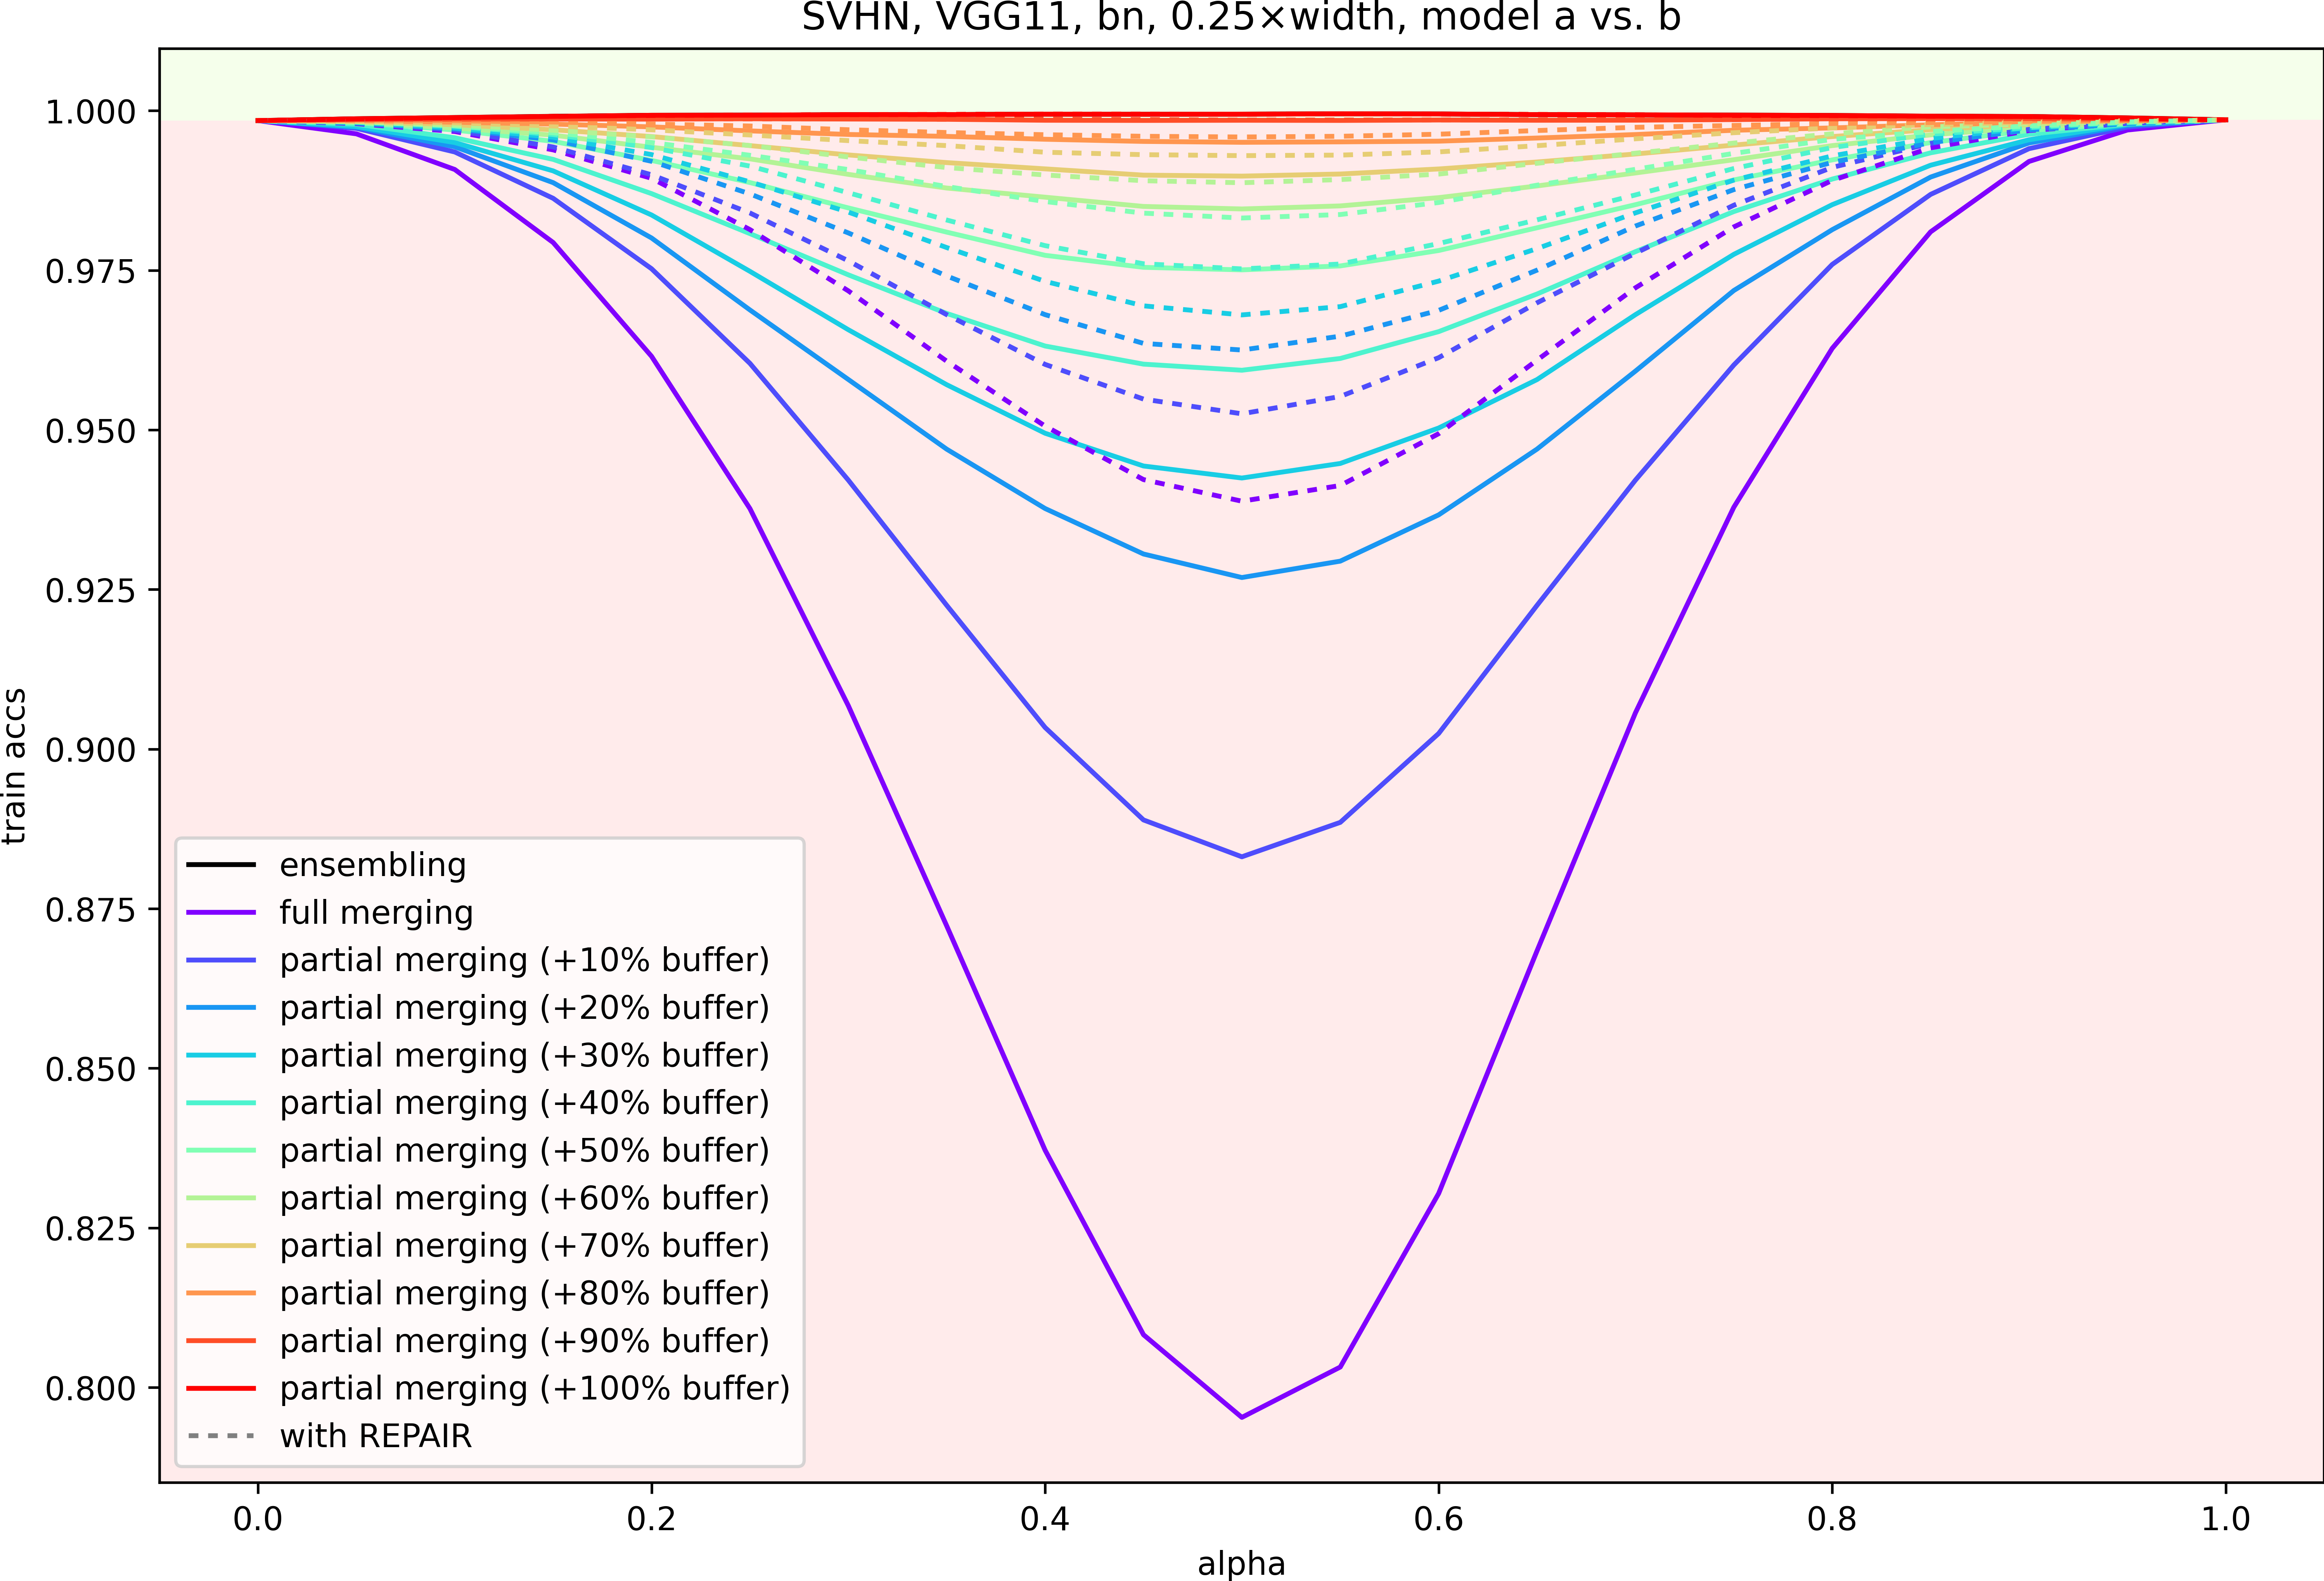 SVHN, VGG11, bn, 0.25×width, model a vs. b
1.000
0.975
0.950
0.925
0.900
0.875
0.850
0.825
0.800
train accs
ensembling
full merging
partial merging (+10% buffer)
partial merging (+20% buffer)
partial merging (+30% buffer)
partial merging (+40% buffer)
partial merging (+50% buffer)
partial merging (+60% buffer)
partial merging (+70% buffer)
partial merging (+80% buffer)
partial merging (+90% buffer)
partial merging (+100% buffer)
with REPAIR
0.0 0.2 0.4 0.6 0.8 1.0
alpha